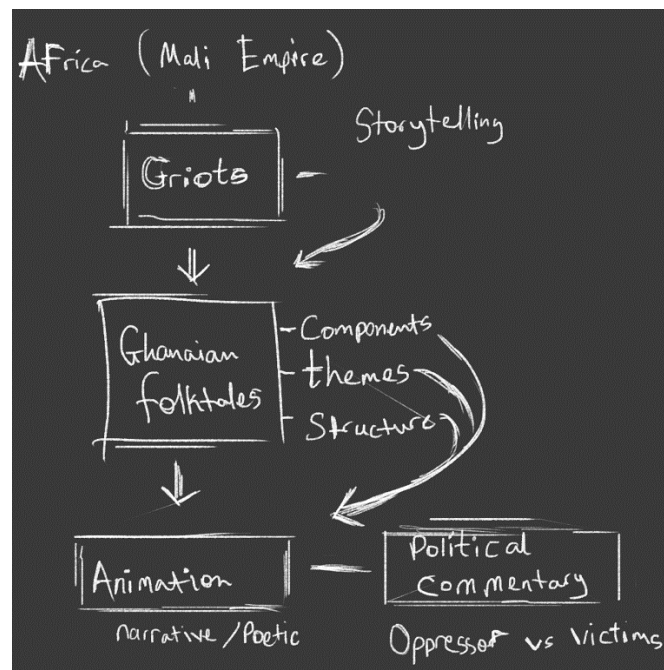 Africa (Mali Empire)
Storytelling
Griots
Ghanaian
folktales
Components
themes
Structure
Animation
narrative/Poetic
Political
Commentary
Oppressor vs Victims